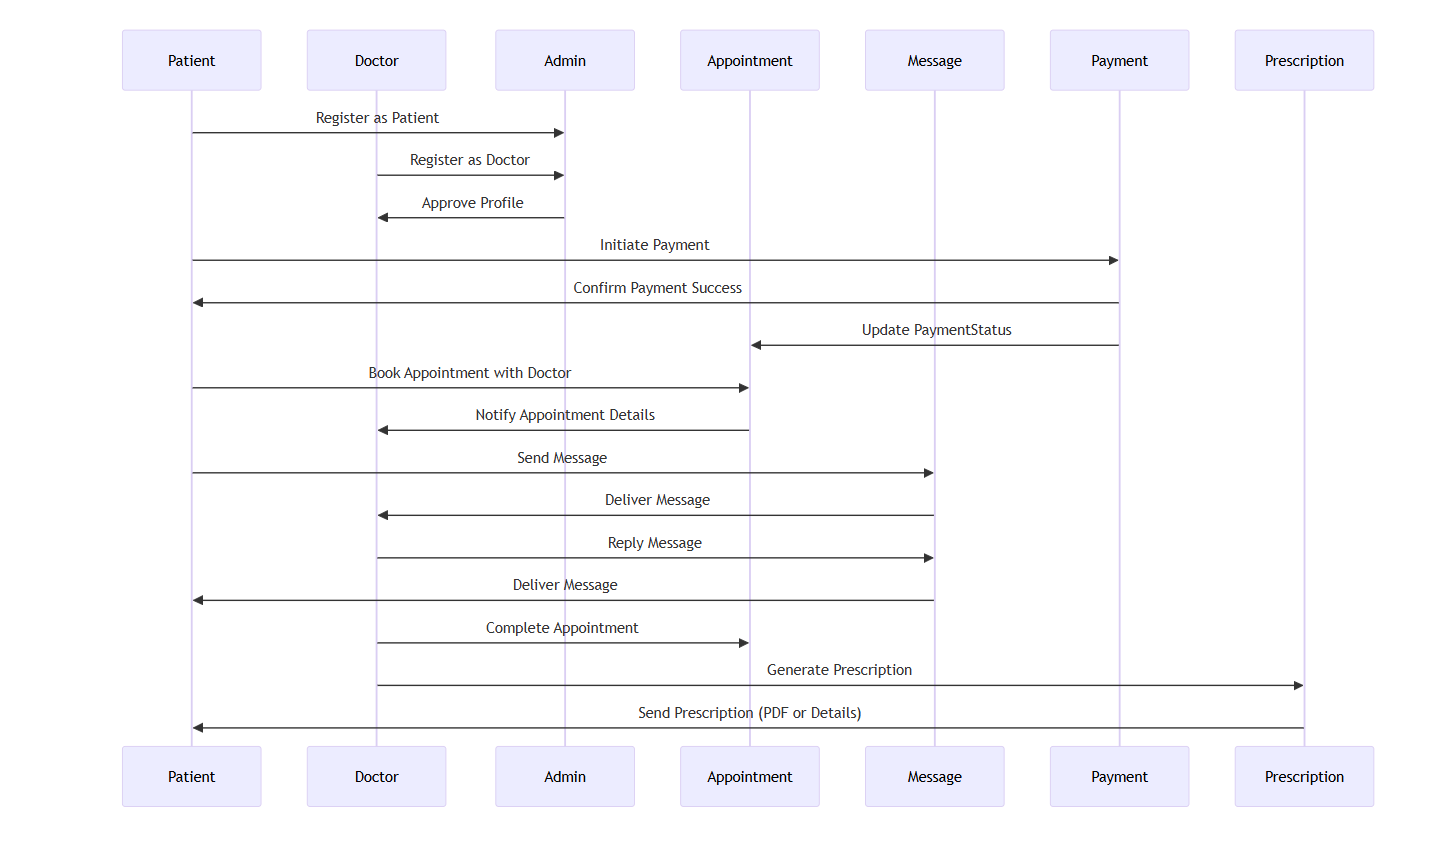 Patient
Doctor
Admin
Appointment
Message
Payment
Prescription
Register as Patient
Register as Doctor
Approve Profile
Initiate Payment
Confirm Payment Success
Update PaymentStatus
Book Appointment with Doctor
Notify Appointment Details
Send Message
Deliver Message
Reply Message
Deliver Message
Complete Appointment
Generate Prescription
Send Prescription (PDF or Details)
Patient
Doctor
Admin
Appointment
Message
Payment
Prescription